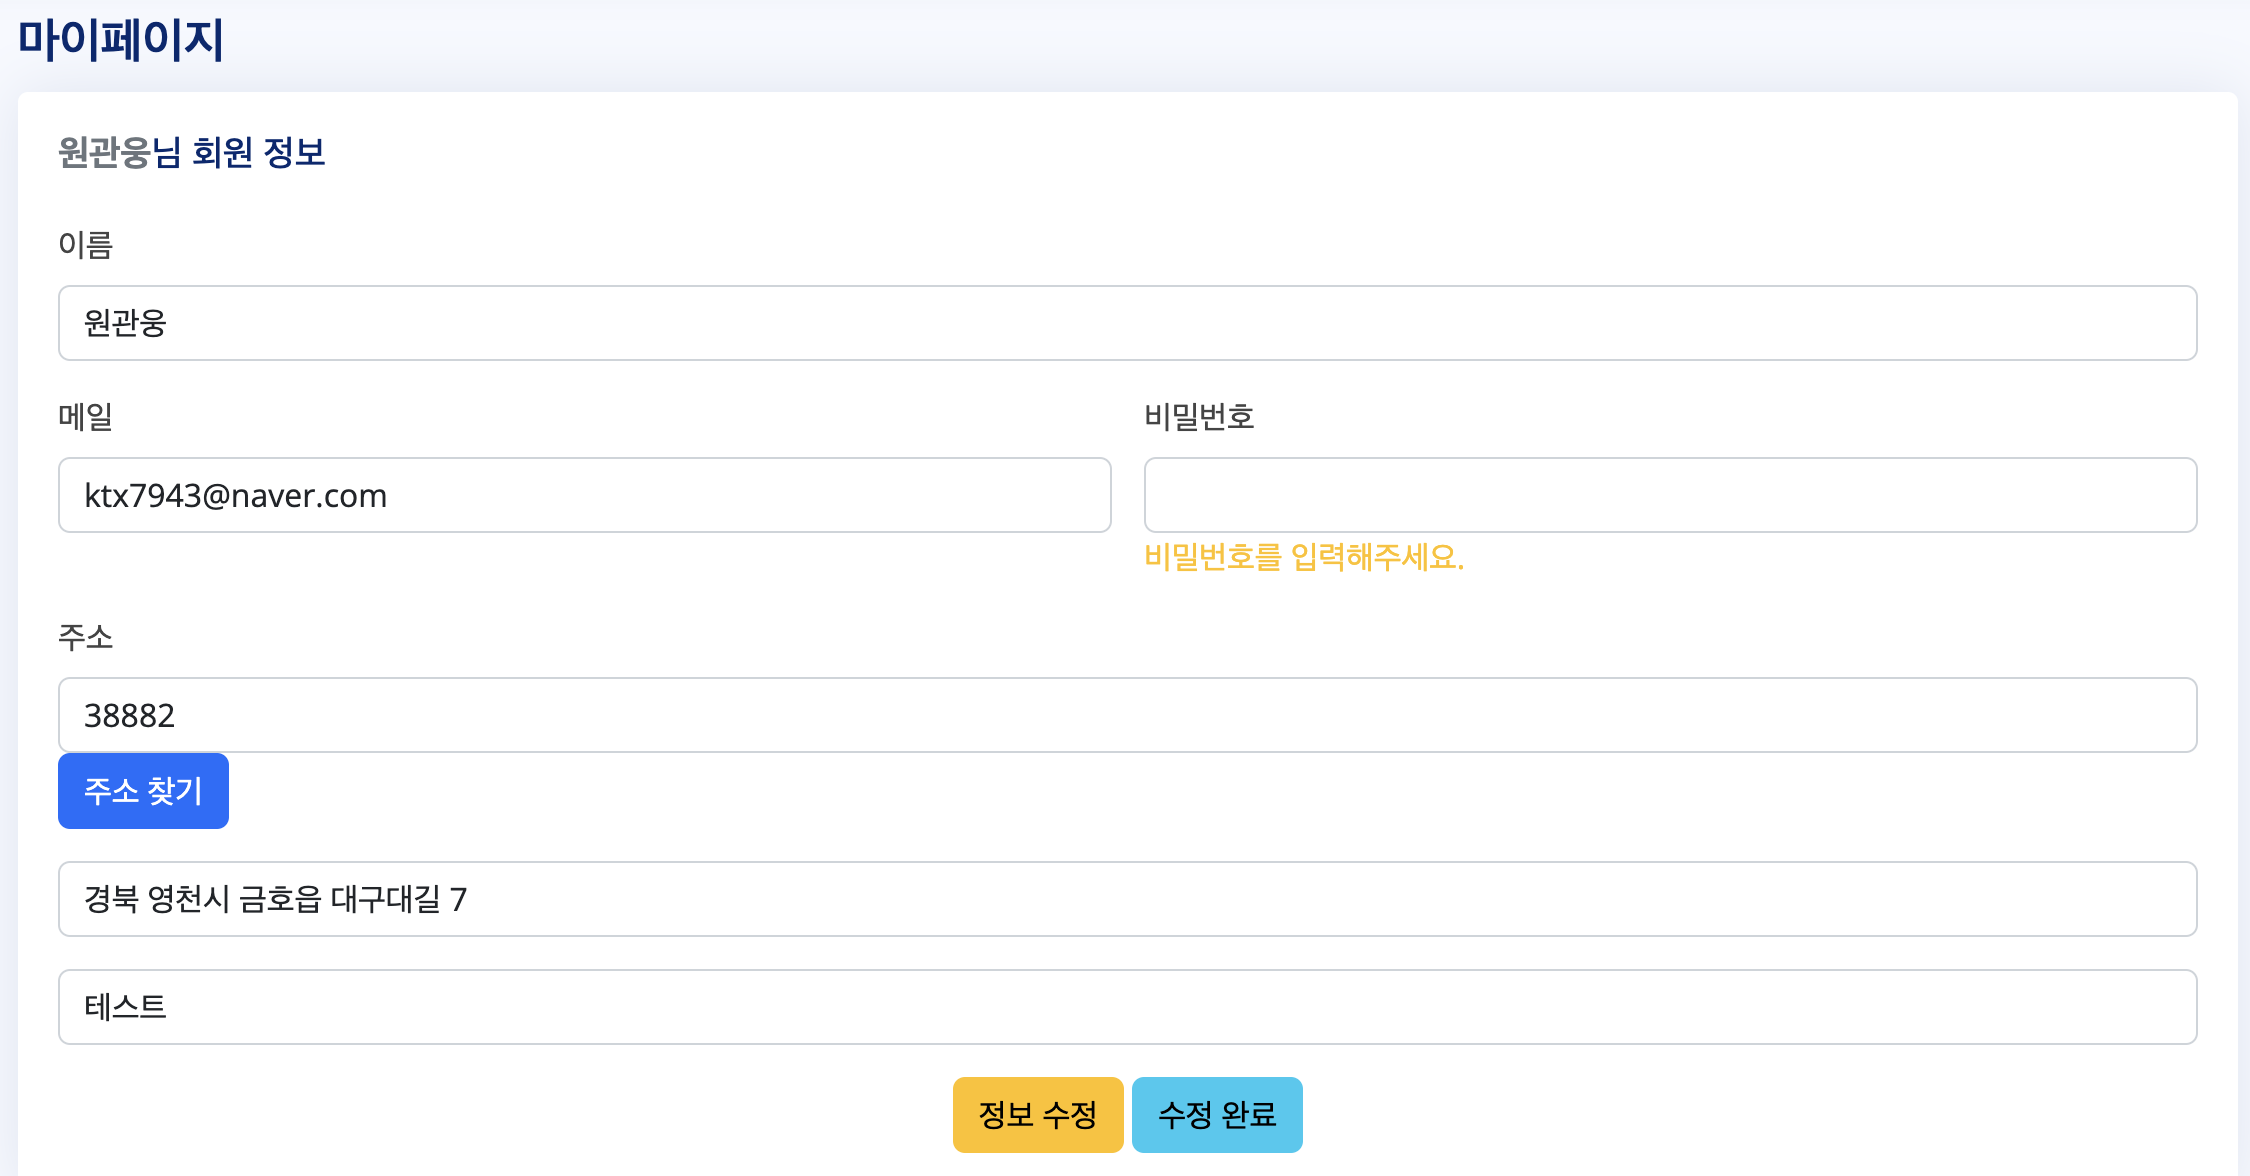 마이페이지
원관웅님 회원 정보
이름
원관웅
메일
비밀번호
ktx7943@naver.com
비밀번호를 입력해주세요.
주소
38882
주소 찾기
경북 영천시 금호읍 대구대길 7
테스트
정보 수정
수정 완료